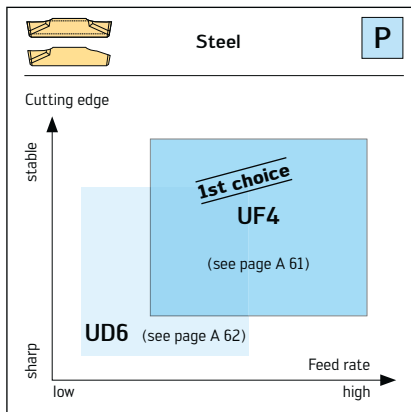 Steel
P
Cutting edge
stable
1st choice
UF4
(see page A 61)
UD6 (see page A 62)
sharp
Feed rate
low
high